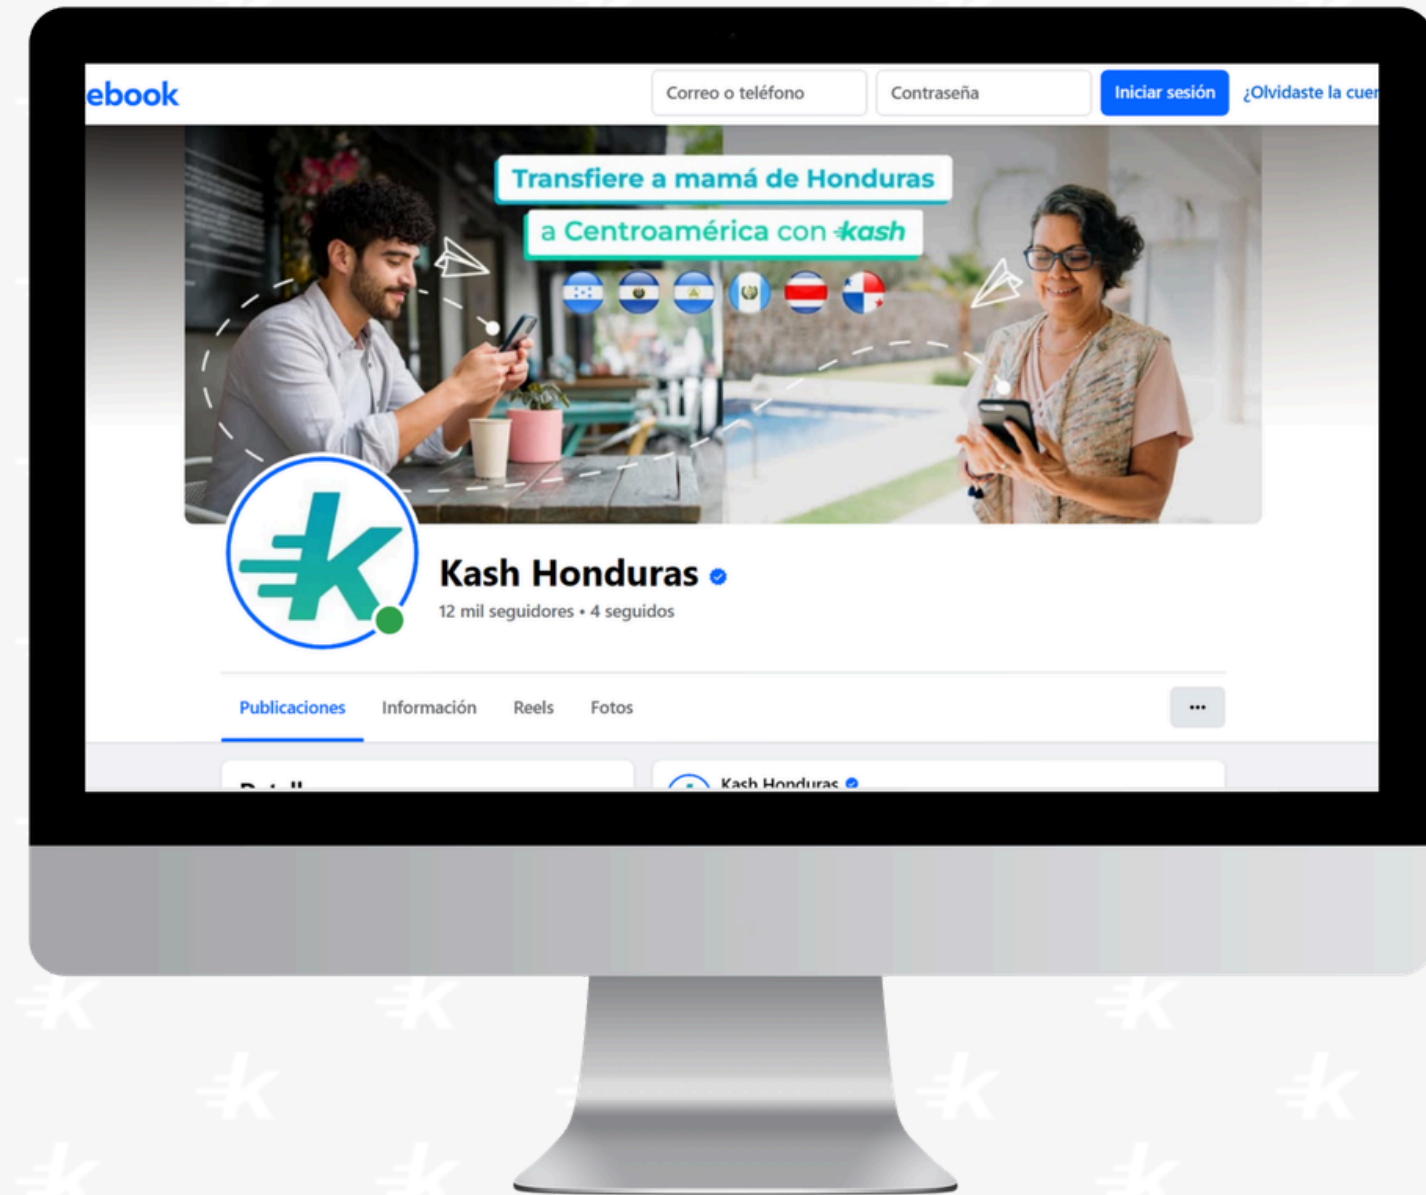 ebook
Correo o teléfono
Contraseña
Iniciar sesión
¿Olvidaste la cuer
Transfiere a mamá de Honduras
a Centroamérica con kash
Kash Honduras
12 mil seguidores • 4 seguidos
Publicaciones
Información
Reels
Fotos
Kash Honduras